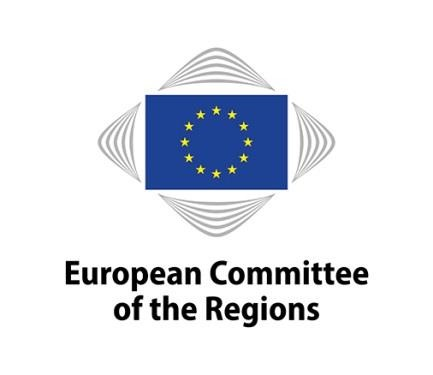 European Committee
of the Regions